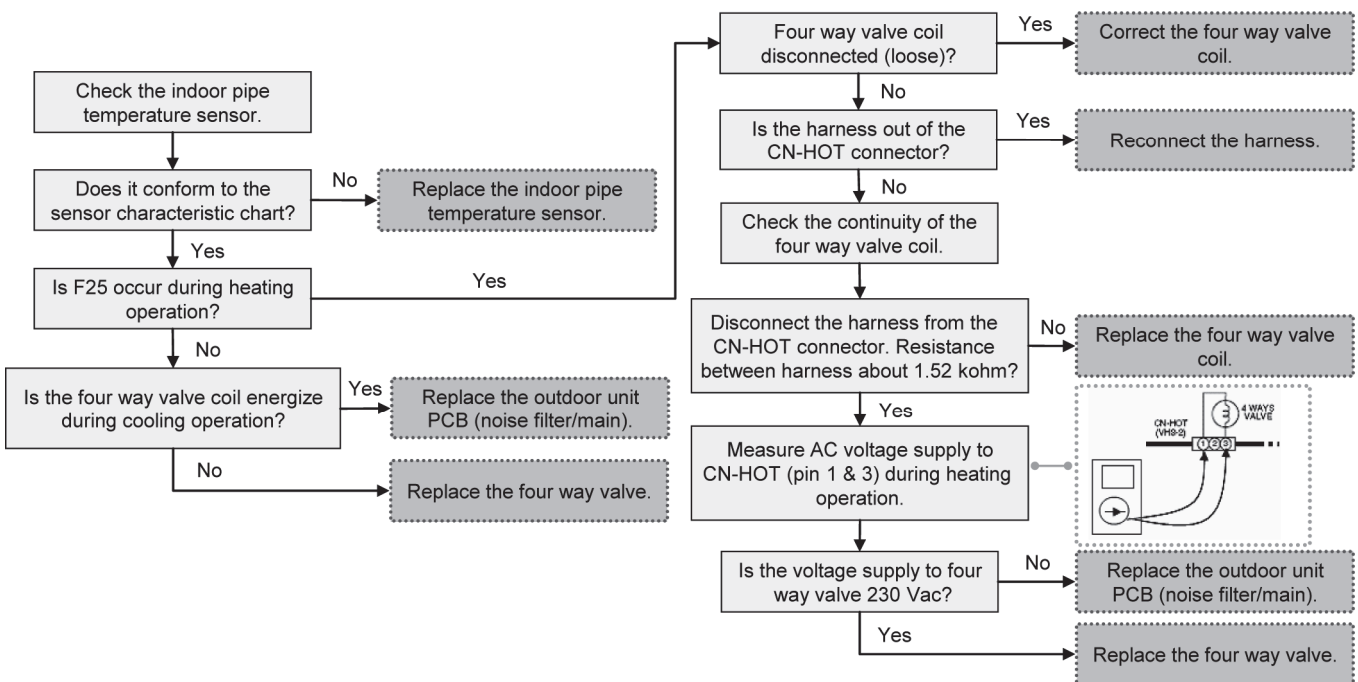 Check the indoor pipe
temperature sensor.
Does it conform to the
sensor characteristic chart?
No
Replace the indoor pipe
temperature sensor.
Yes
Is F25 occur during heating
operation?
Yes
No
Is the four way valve coil energize
during cooling operation?
Yes
Replace the outdoor unit
PCB (noise filter/main).
No
Replace the four way valve.
Four way valve coil
disconnected (loose)?
Yes
Correct the four way valve
coil.
No
Is the harness out of the
CN-HOT connector?
Yes
Reconnect the harness.
No
Check the continuity of the
four way valve coil.
Disconnect the harness from the
CN-HOT connector. Resistance
between harness about 1.52 kohm?
No
Replace the four way valve
coil.
Yes
Measure AC voltage supply to
CN-HOT (pin 1 & 3) during heating
operation.
4 WAYS
VALVE
CN-HOT
(VHS-2)
1 2 3
Is the voltage supply to four
way valve 230 Vac?
No
Replace the outdoor unit
PCB (noise filter/main).
Yes
Replace the four way valve.